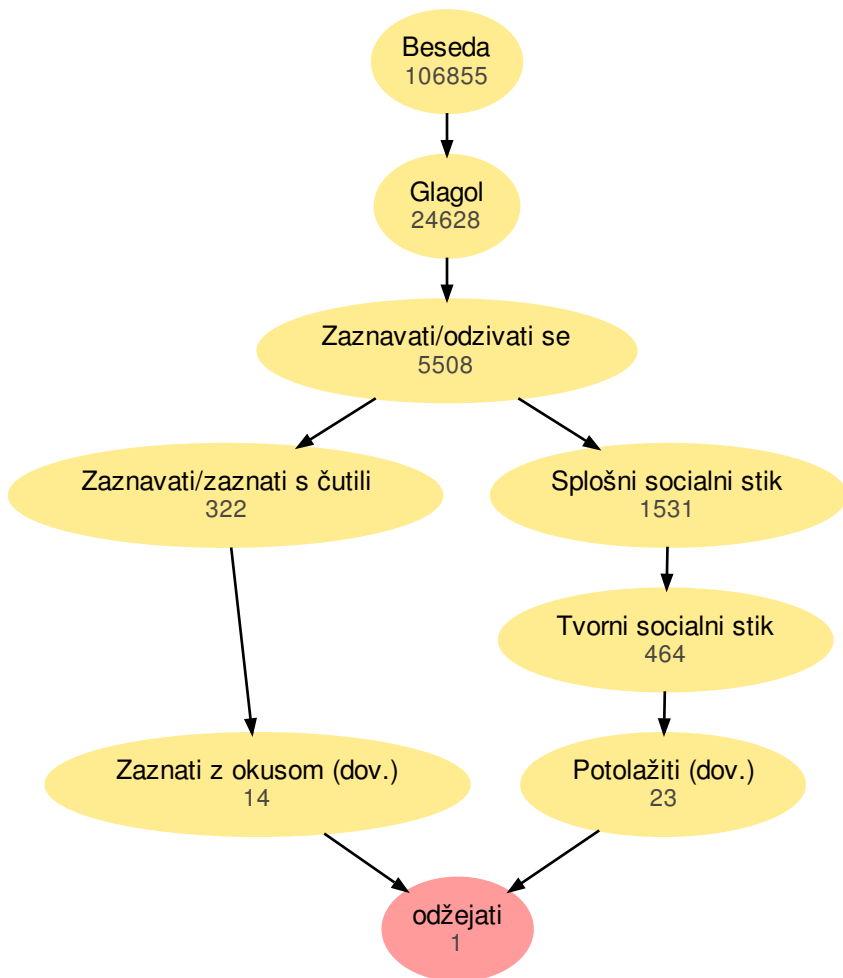 Beseda
106855
Glagol
24628
Zaznavati/odzivati se
5508
Zaznavati/zaznati s čutili
322
Splošni socialni stik
1531
Tvorni socialni stik
464
Zaznati z okusom (dov.)
14
Potolažiti (dov.)
23
odžejati
1